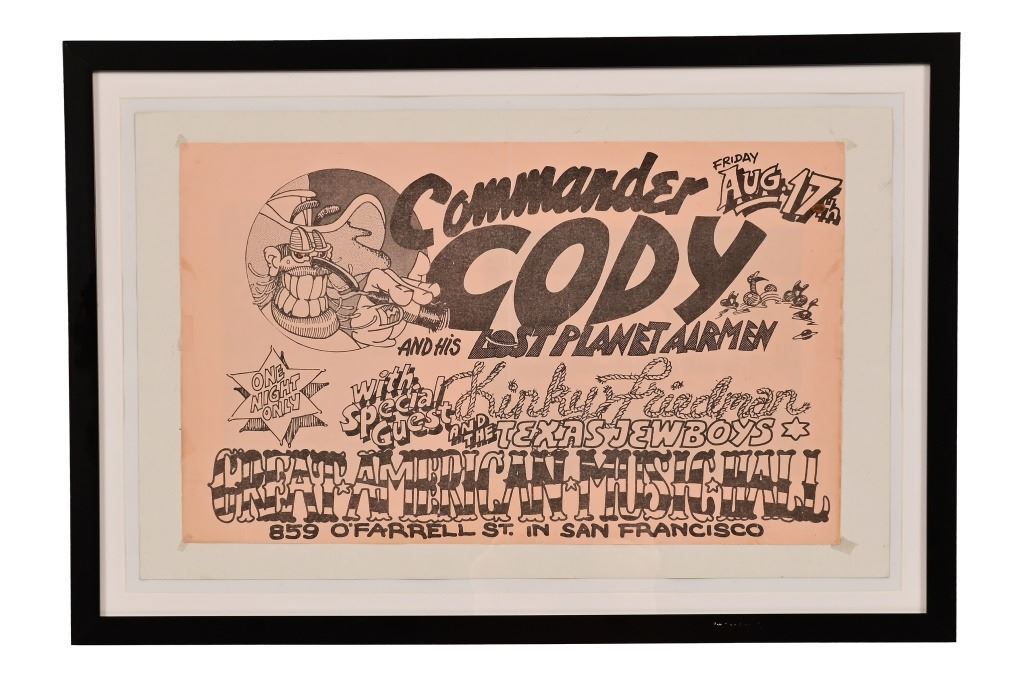 Commander
CODY
FRIDAY
AUG. 17th
AND HIS LOST PLANET AIRMEN
ONE
NIGHT
ONLY
with
Special
Guest
Kinky Friedman
AND THE TEXAS JEWBOYS
GREAT AMERICAN MUSIC HALL
859 O'FARRELL ST. IN SAN FRANCISCO